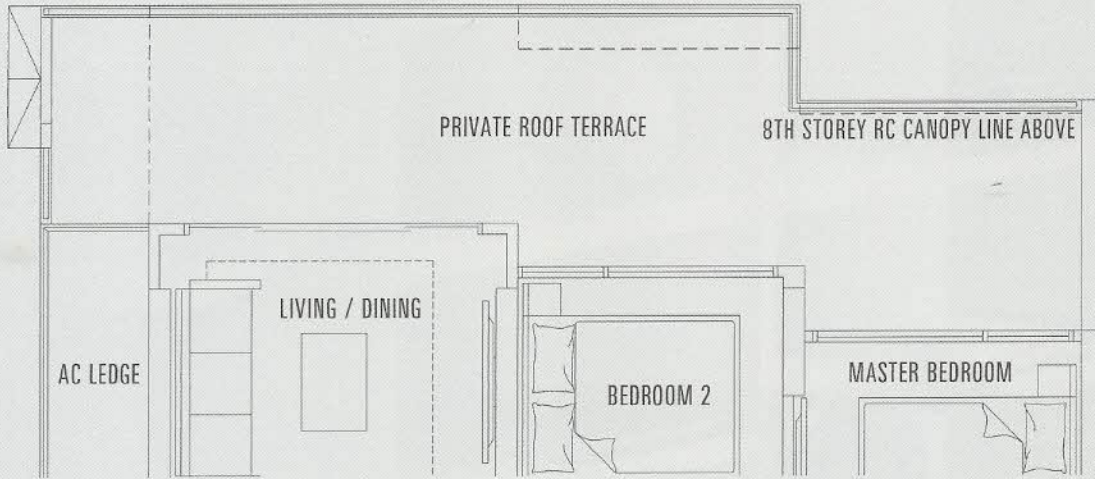 PRIVATE ROOF TERRACE
8TH STOREY RC CANOPY LINE ABOVE
LIVING / DINING
AC LEDGE
BEDROOM 2
MASTER BEDROOM